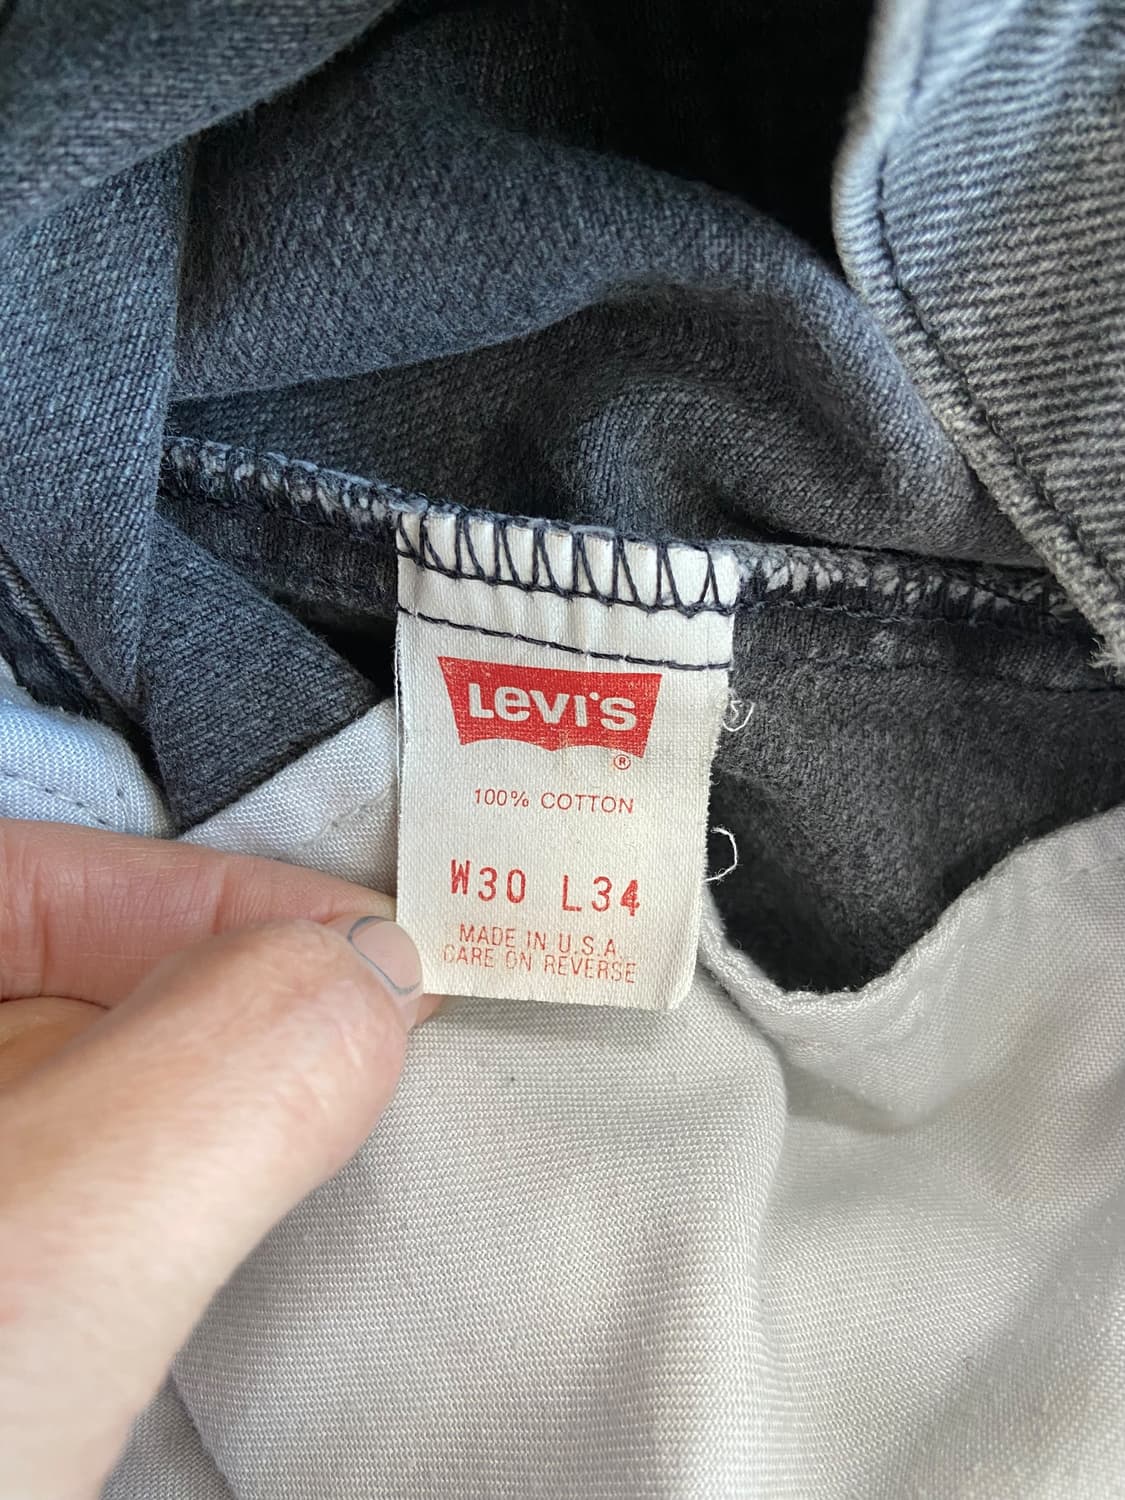 Levi's
®
100% COTTON
W30 L34
MADE IN U.S.A.
CARE ON REVERSE